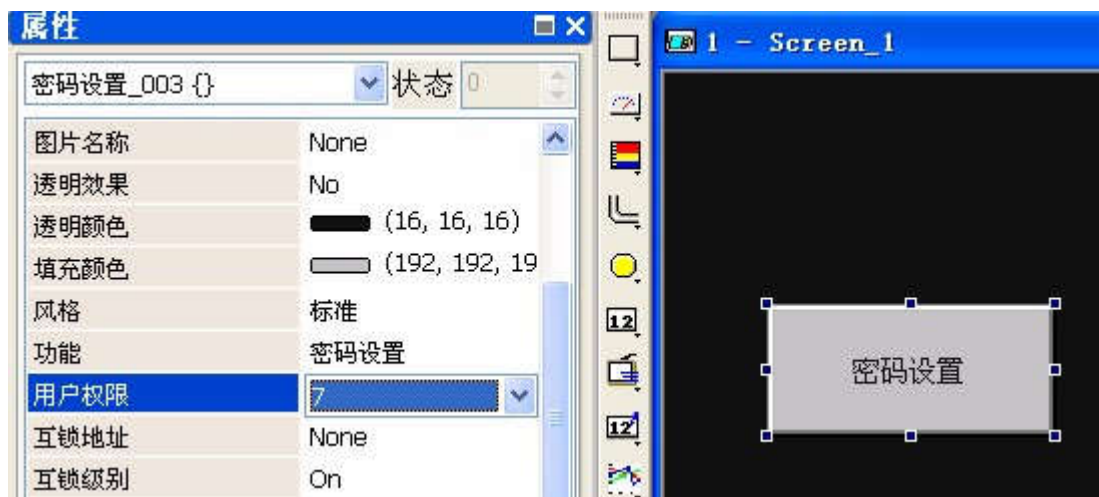 属性
密码设置_003 {} 状态 0
图片名称 None
透明效果 No
透明颜色 (16, 16, 16)
填充颜色 (192, 192, 19
风格 标准
功能 密码设置
用户权限 7
互锁地址 None
互锁级别 On
12
12
1 - Screen_1
密码设置